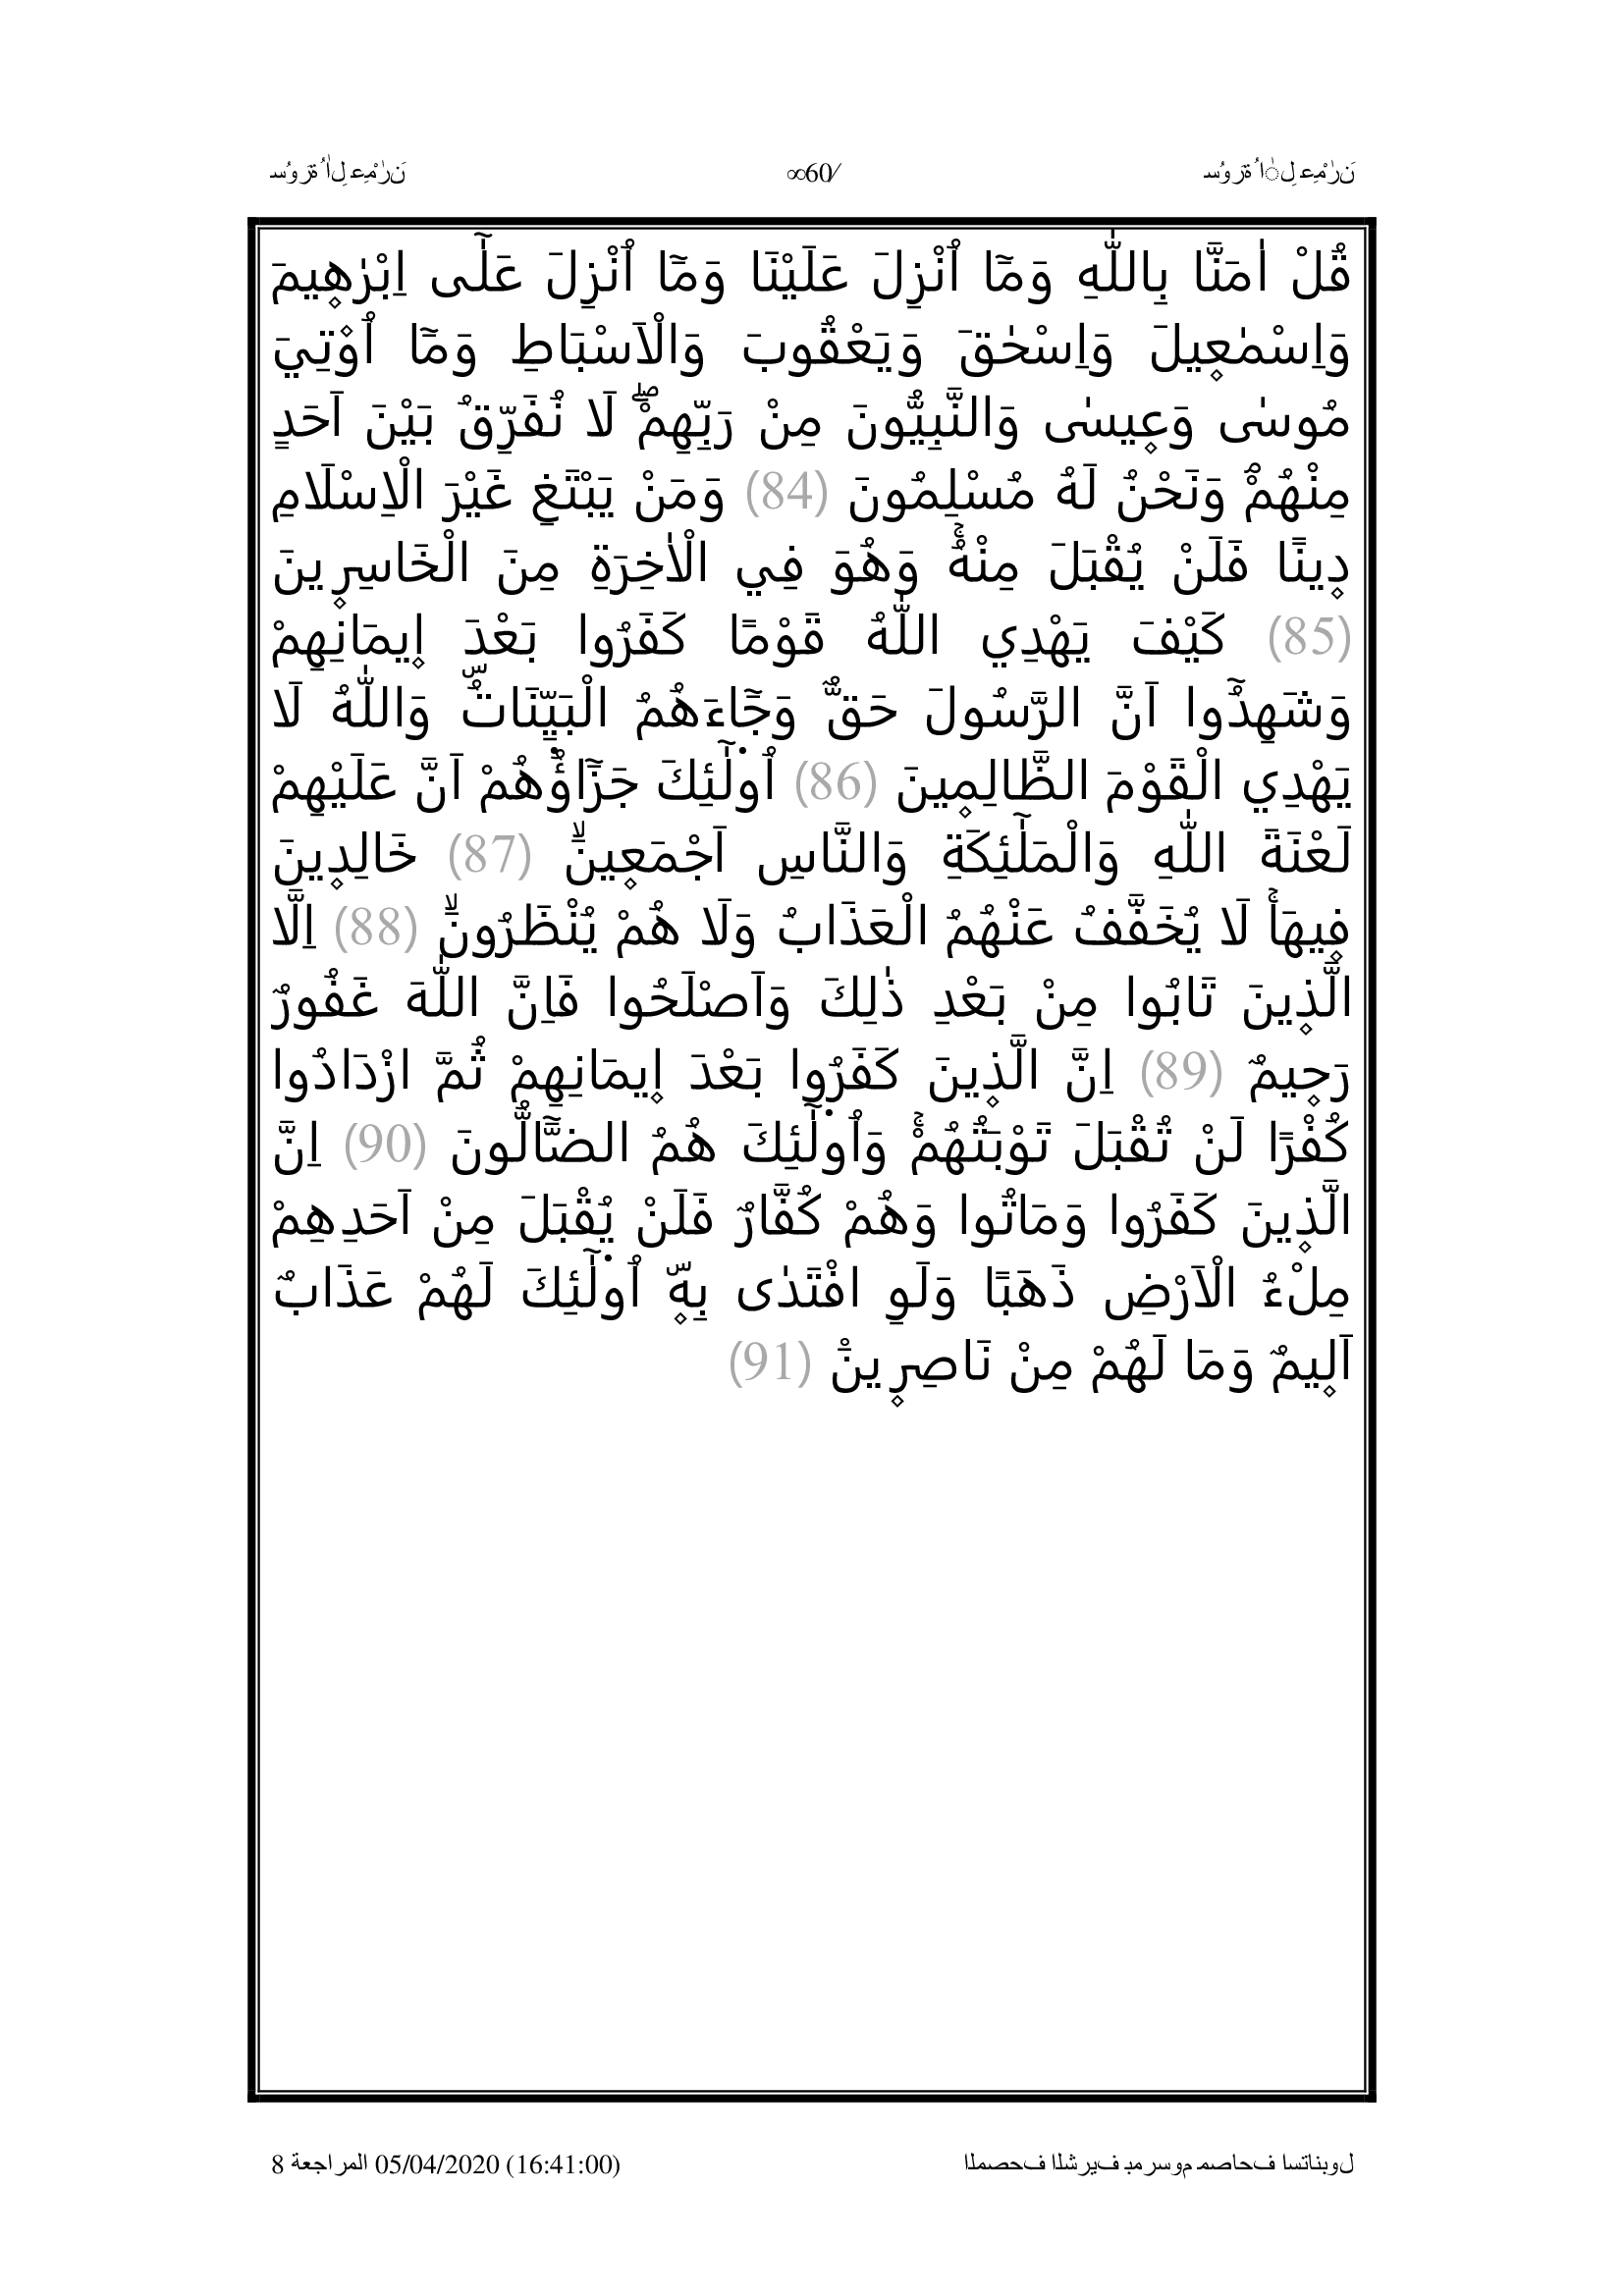 سُورَةُ اٰلِ عِمْرٰنَ
∞60/
سُورَةُ اٰلِ عِمْرٰنَ
قُلْ اٰمَنَّا بِاللّٰهِ وَمَٓا اُنْزِلَ عَلَيْنَا وَمَٓا اُنْزِلَ عَلٰٓى اِبْرٰه۪يمَ
وَاِسْمٰع۪يلَ وَاِسْحٰقَ وَيَعْقُوبَ وَالْاَسْبَاطِ وَمَٓا اُو۫تِيَ
مُوسٰى وَع۪يسٰى وَالنَّبِيُّونَ مِنْ رَبِّهِمْۖ لَا نُفَرِّقُ بَيْنَ اَحَدٍ
مِنْهُمْۘ وَنَحْنُ لَهُ مُسْلِمُونَ (84) وَمَنْ يَبْتَغِ غَيْرَ الْاِسْلَامِ
د۪ينًا فَلَنْ يُقْبَلَ مِنْهُۚ وَهُوَ فِي الْاٰخِرَةِ مِنَ الْخَاسِر۪ينَ
(85) كَيْفَ يَهْدِي اللّٰهُ قَوْمًا كَفَرُوا بَعْدَ ا۪يمَانِهِمْ
وَشَهِدُٓوا اَنَّ الرَّسُولَ حَقٌّ وَجَٓاءَهُمُ الْبَيِّنَاتُۜ وَاللّٰهُ لَا
يَهْدِي الْقَوْمَ الظَّالِم۪ينَ (86) اُو۬لٰٓئِكَ جَزَٓاؤُ۬هُمْ اَنَّ عَلَيْهِمْ
لَعْنَةَ اللّٰهِ وَالْمَلٰٓئِكَةِ وَالنَّاسِ اَجْمَع۪ينَۙ (87) خَالِد۪ينَ
ف۪يهَاۚ لَا يُخَفَّفُ عَنْهُمُ الْعَذَابُ وَلَا هُمْ يُنْظَرُونَۙ (88) اِلَّا
الَّذ۪ينَ تَابُوا مِنْ بَعْدِ ذٰلِكَ وَاَصْلَحُوا فَاِنَّ اللّٰهَ غَفُورٌ
رَح۪يمٌ (89) اِنَّ الَّذ۪ينَ كَفَرُوا بَعْدَ ا۪يمَانِهِمْ ثُمَّ ازْدَادُوا
كُفْرًا لَنْ تُقْبَلَ تَوْبَتُهُمْۚ وَاُو۬لٰٓئِكَ هُمُ الضَّٓالُّونَ (90) اِنَّ
الَّذ۪ينَ كَفَرُوا وَمَاتُوا وَهُمْ كُفَّارٌ فَلَنْ يُقْبَلَ مِنْ اَحَدِهِمْ
مِلْءُ الْاَرْضِ ذَهَبًا وَلَوِ افْتَدٰى بِه۪ۜ اُو۬لٰٓئِكَ لَهُمْ عَذَابٌ
اَل۪يمٌ وَمَا لَهُمْ مِنْ نَاصِر۪ينَ۟ (91)
المصحف الشريف بمرسوم مصاحف استانبول
المراجعة 8 05/04/2020 (16:41:00)